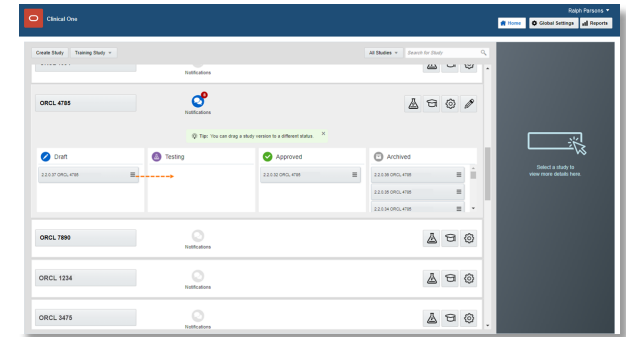 Ralph Parsons
Clinical One
Home
Global Settings
Reports
Create Study
Training Study
All Studies
Search for Study
Notifications
ORCL 4785
4
Notifications
Tip: You can drag a study version to a different status ×
Draft
Testing
Approved
Archived
2.2.0.37 ORCL 4785
2.2.0.32 ORCL 4785
2.2.0.36 ORCL 4785
2.2.0.35 ORCL 4785
2.2.0.34 ORCL 4785
Select a study to
view more details here.
ORCL 7890
Notifications
ORCL 1234
Notifications
ORCL 3475
Notifications